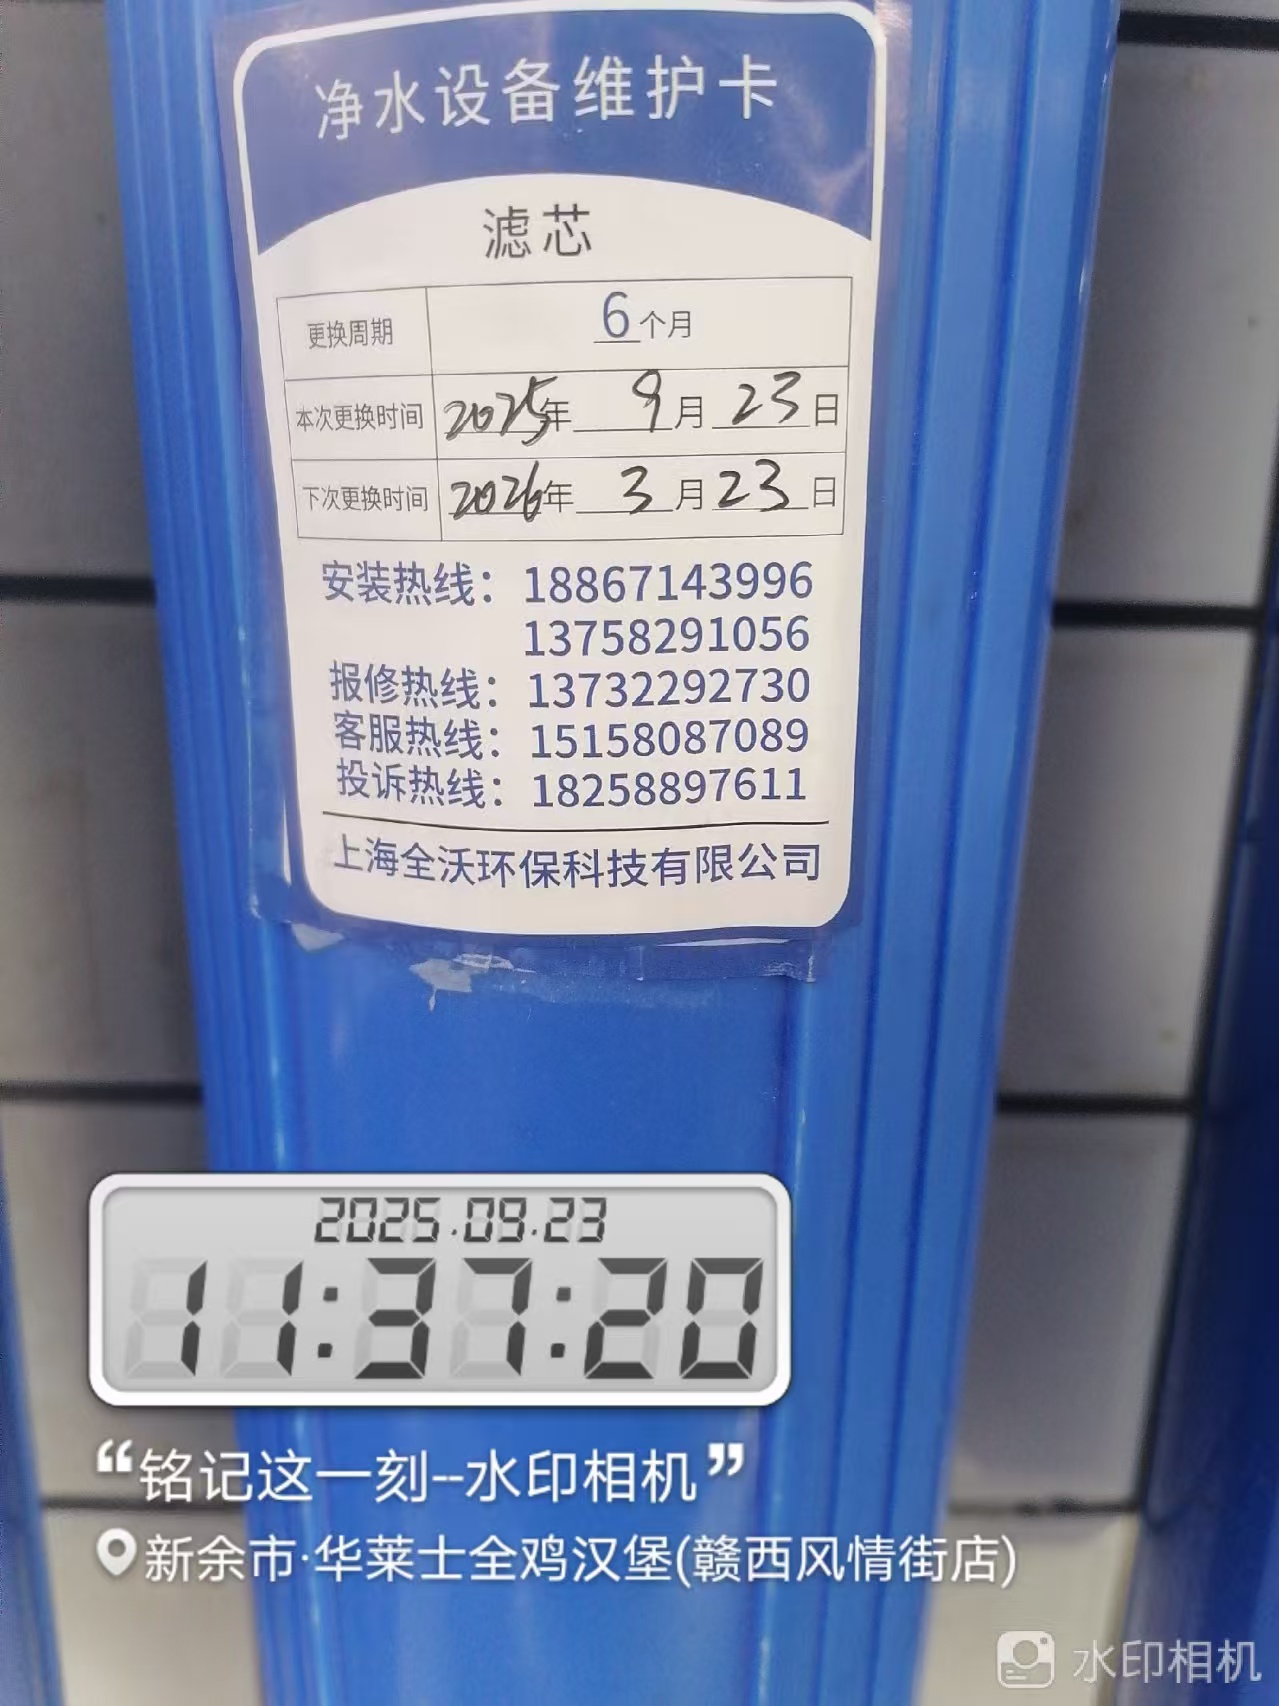 净水设备维护卡
滤芯
更换周期 6个月
本次更换时间 2025年 9月 23日
下次更换时间 2026年 3月 23日
安装热线：18867143996
13758291056
报修热线：13732292730
客服热线：15158087089
投诉热线：18258897611
上海全沃环保科技有限公司
2025.09.23
11:37:20
“铭记这一刻--水印相机”
新余市·华莱士全鸡汉堡(赣西风情街店)
水印相机